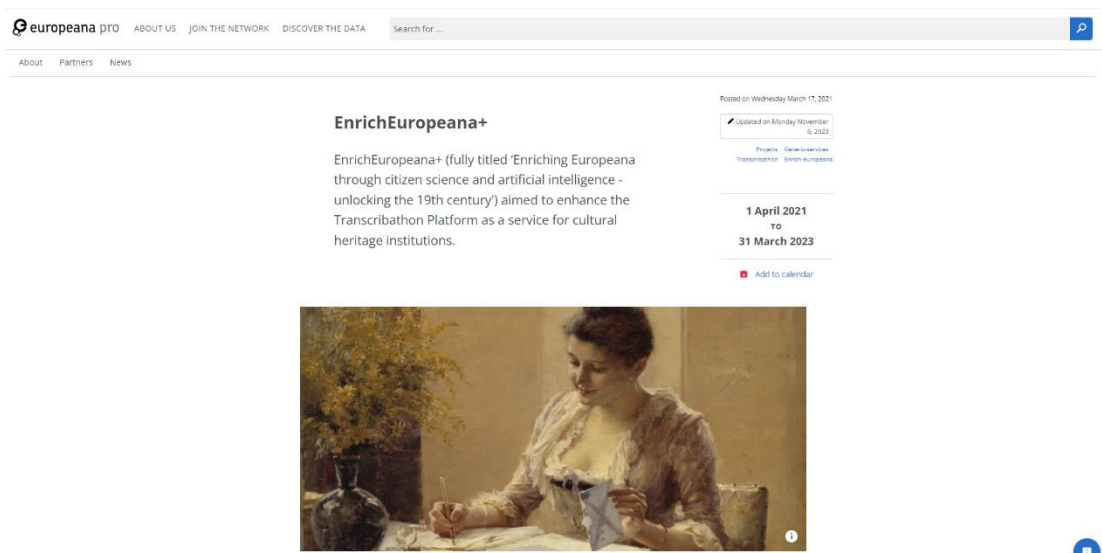 europeana pro
ABOUT US JOIN THE NETWORK DISCOVER THE DATA
Search for ...
About Partners News
Posted on Wednesday March 17, 2021
Updated on Monday November
6, 2023
Projects Generic-services
Transcribathon Enrich-europeana
EnrichEuropeana+
EnrichEuropeana+ (fully titled 'Enriching Europeana
through citizen science and artificial intelligence -
unlocking the 19th century') aimed to enhance the
Transcribathon Platform as a service for cultural
heritage institutions.
1 April 2021
TO
31 March 2023
Add to calendar